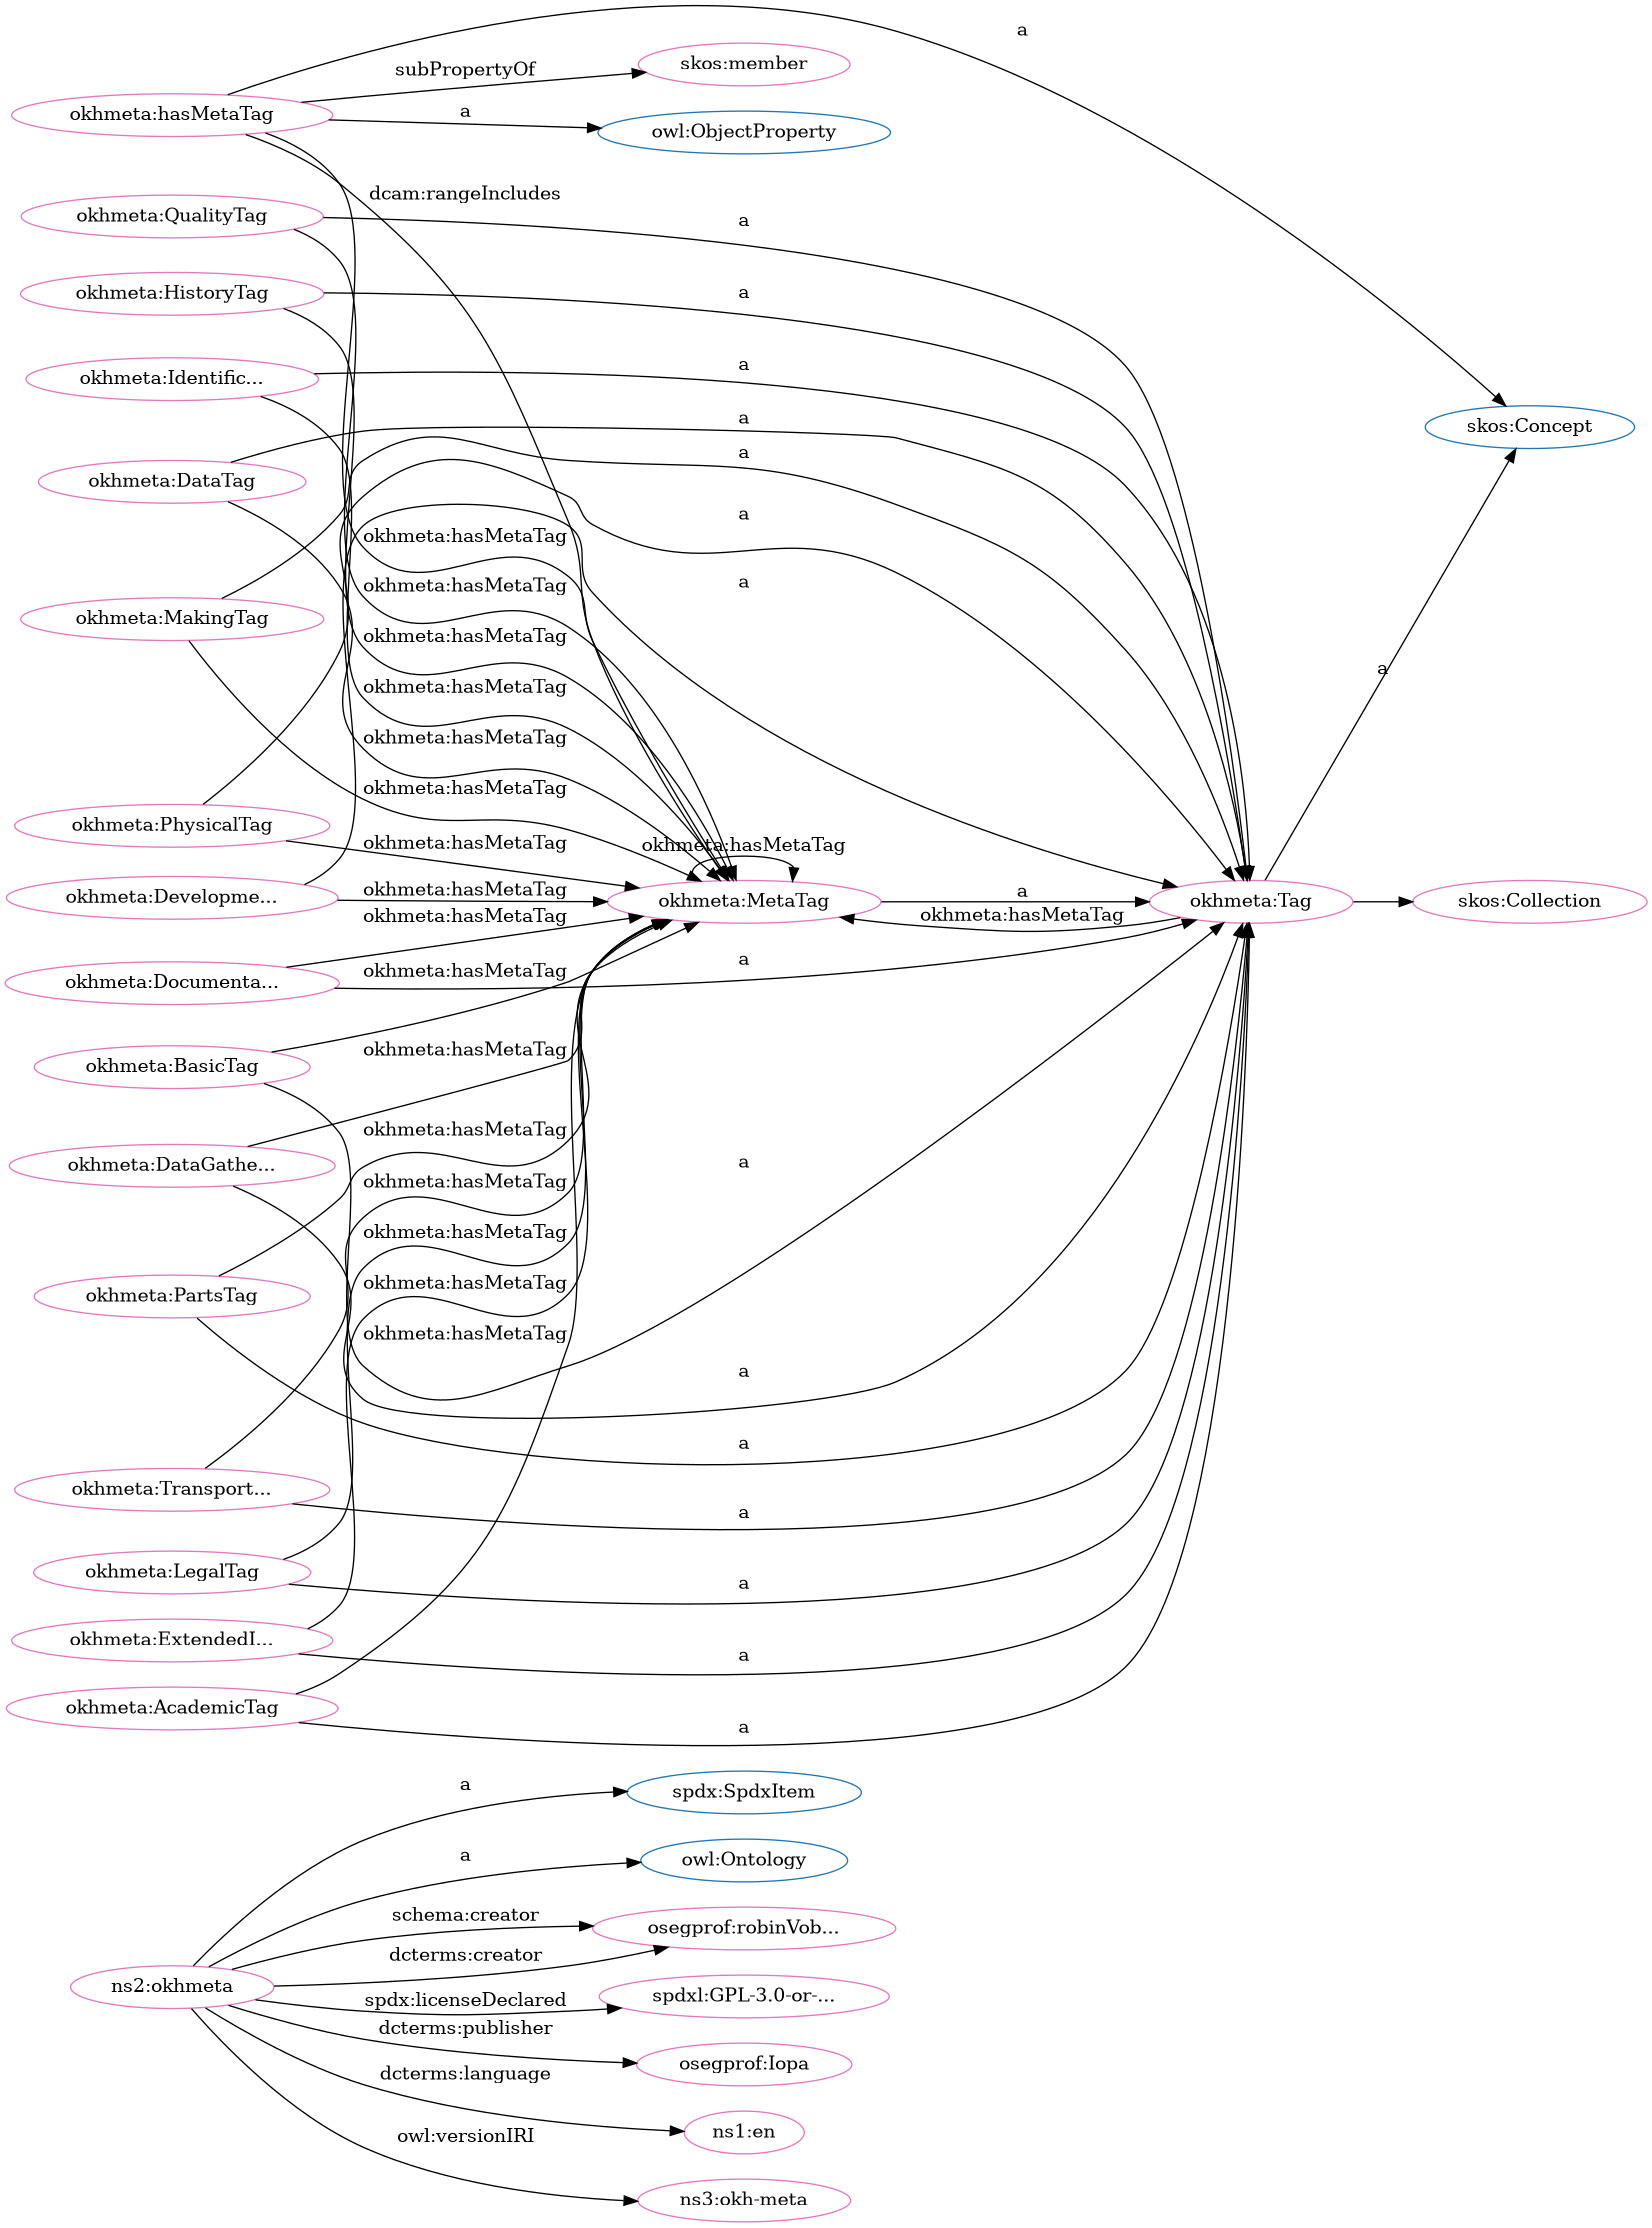 a
skos:member
subPropertyOf
okhmeta:hasMetaTag
a
owl:ObjectProperty
dcam:rangeIncludes
okhmeta:QualityTag
a
okhmeta:HistoryTag
a
okhmeta:Identific...
a
a
skos:Concept
okhmeta:DataTag
a
a
okhmeta:hasMetaTag
okhmeta:hasMetaTag
a
okhmeta:MakingTag
okhmeta:hasMetaTag
a
okhmeta:hasMetaTag
okhmeta:hasMetaTag
okhmeta:hasMetaTag
okhmeta:PhysicalTag
okhmeta:hasMetaTag
okhmeta:hasMetaTag
okhmeta:Developme...
okhmeta:hasMetaTag
okhmeta:MetaTag
a
okhmeta:Tag
skos:Collection
okhmeta:hasMetaTag
okhmeta:hasMetaTag
a
okhmeta:hasMetaTag
okhmeta:Documenta...
okhmeta:hasMetaTag
okhmeta:BasicTag
okhmeta:hasMetaTag
a
okhmeta:DataGathe...
okhmeta:hasMetaTag
okhmeta:hasMetaTag
okhmeta:hasMetaTag
okhmeta:PartsTag
okhmeta:hasMetaTag
a
a
okhmeta:Transport...
a
okhmeta:LegalTag
a
okhmeta:ExtendedI...
a
okhmeta:AcademicTag
a
a
spdx:SpdxItem
a
owl:Ontology
schema:creator
osegprof:robinVob...
dcterms:creator
ns2:okhmeta
spdx:licenseDeclared
spdxl:GPL-3.0-or-...
dcterms:publisher
osegprof:Iopa
dcterms:language
ns1:en
owl:versionIRI
ns3:okh-meta